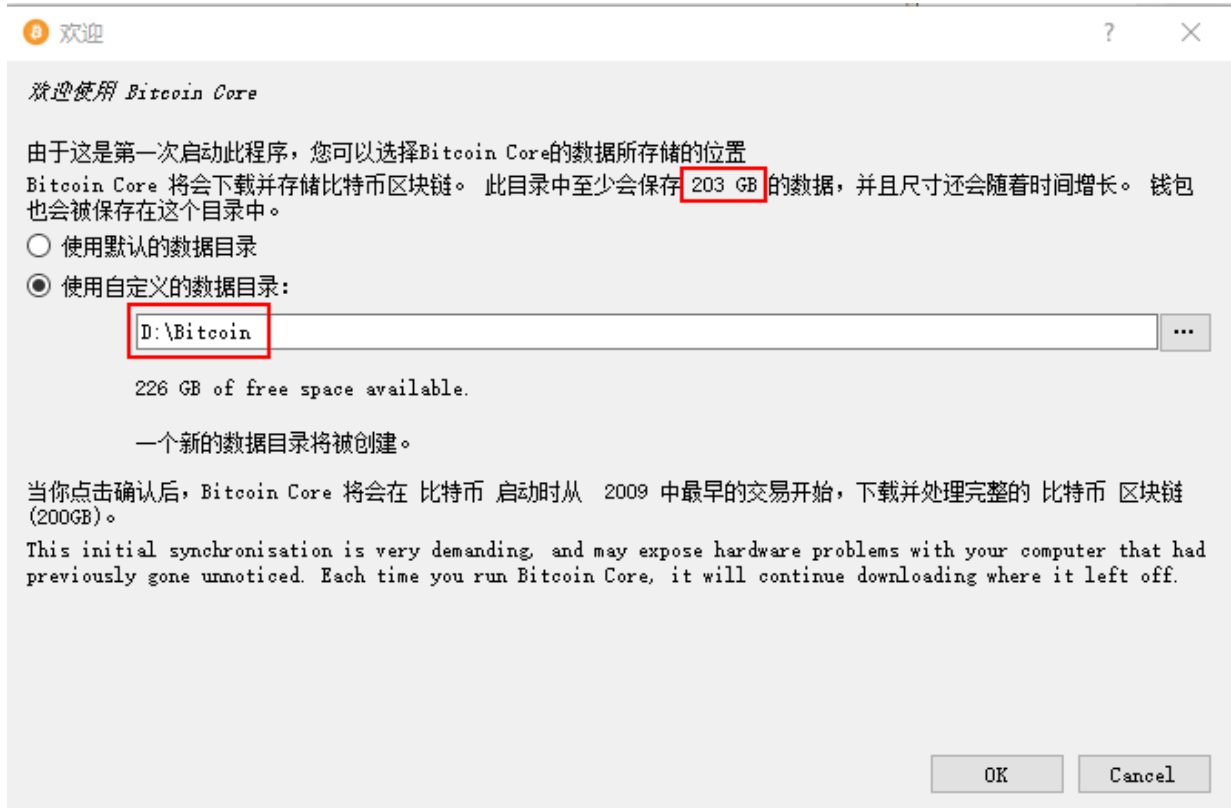 欢迎
欢迎使用 Bitcoin Core
由于这是第一次启动此程序，您可以选择Bitcoin Core的数据所存储的位置
Bitcoin Core 将会下载并存储比特币区块链。 此目录中至少会保存 203 GB 的数据，并且尺寸还会随着时间增长。 钱包
也会被保存在这个目录中。
使用默认的数据目录
使用自定义的数据目录：
D:\Bitcoin
...
226 GB of free space available.
一个新的数据目录将被创建。
当你点击确认后，Bitcoin Core 将会在 比特币 启动时从  2009 中最早的交易开始，下载并处理完整的 比特币 区块链
(200GB)。
This initial synchronisation is very demanding, and may expose hardware problems with your computer that had
previously gone unnoticed. Each time you run Bitcoin Core, it will continue downloading where it left off.
OK
Cancel